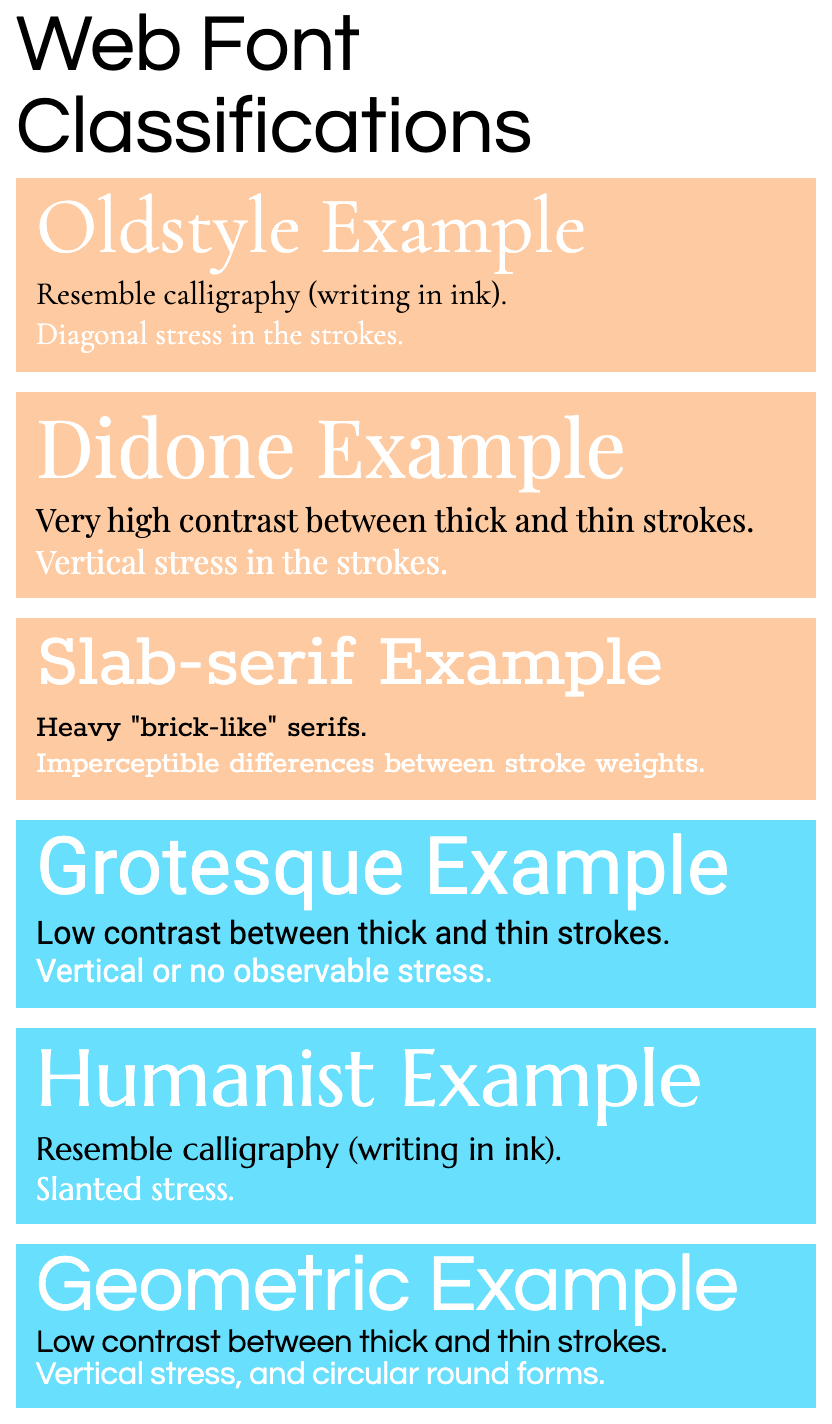 Web Font
Classifications
Oldstyle Example
Resemble calligraphy (writing in ink).
Diagonal stress in the strokes.
Didone Example
Very high contrast between thick and thin strokes.
Vertical stress in the strokes.
Slab-serif Example
Heavy "brick-like" serifs.
Imperceptible differences between stroke weights.
Grotesque Example
Low contrast between thick and thin strokes.
Vertical or no observable stress.
Humanist Example
Resemble calligraphy (writing in ink).
Slanted stress.
Geometric Example
Low contrast between thick and thin strokes.
Vertical stress, and circular round forms.